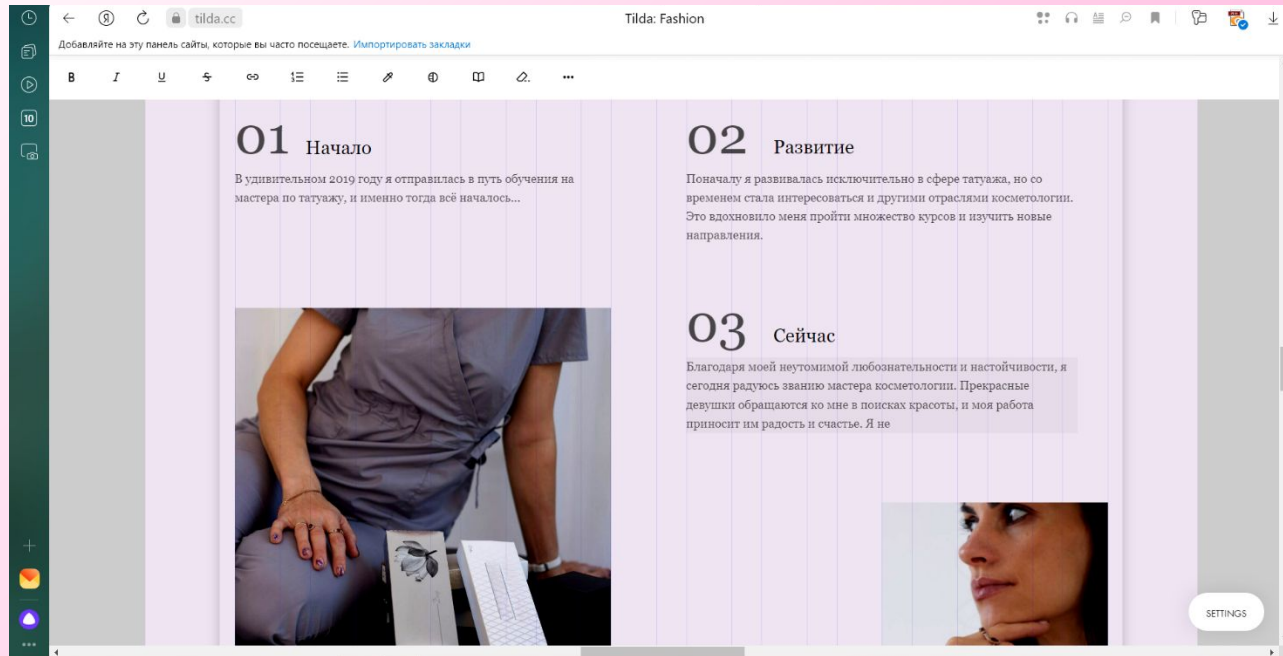 tilda.cc
Tilda: Fashion
Добавляйте на эту панель сайты, которые вы часто посещаете. Импортировать закладки
B I U S
10
01 Начало
В удивительном 2019 году я отправилась в путь обучения на
мастера по татуажу, и именно тогда всё началось...
02 Развитие
Поначалу я развивалась исключительно в сфере татуажа, но со
временем стала интересоваться и другими отраслями косметологии.
Это вдохновило меня пройти множество курсов и изучить новые
направления.
03 Сейчас
Благодаря моей неутомимой любознательности и настойчивости, я
сегодня радуюсь званию мастера косметологии. Прекрасные
девушки обращаются ко мне в поисках красоты, и моя работа
приносит им радость и счастье. Я не
SETTINGS